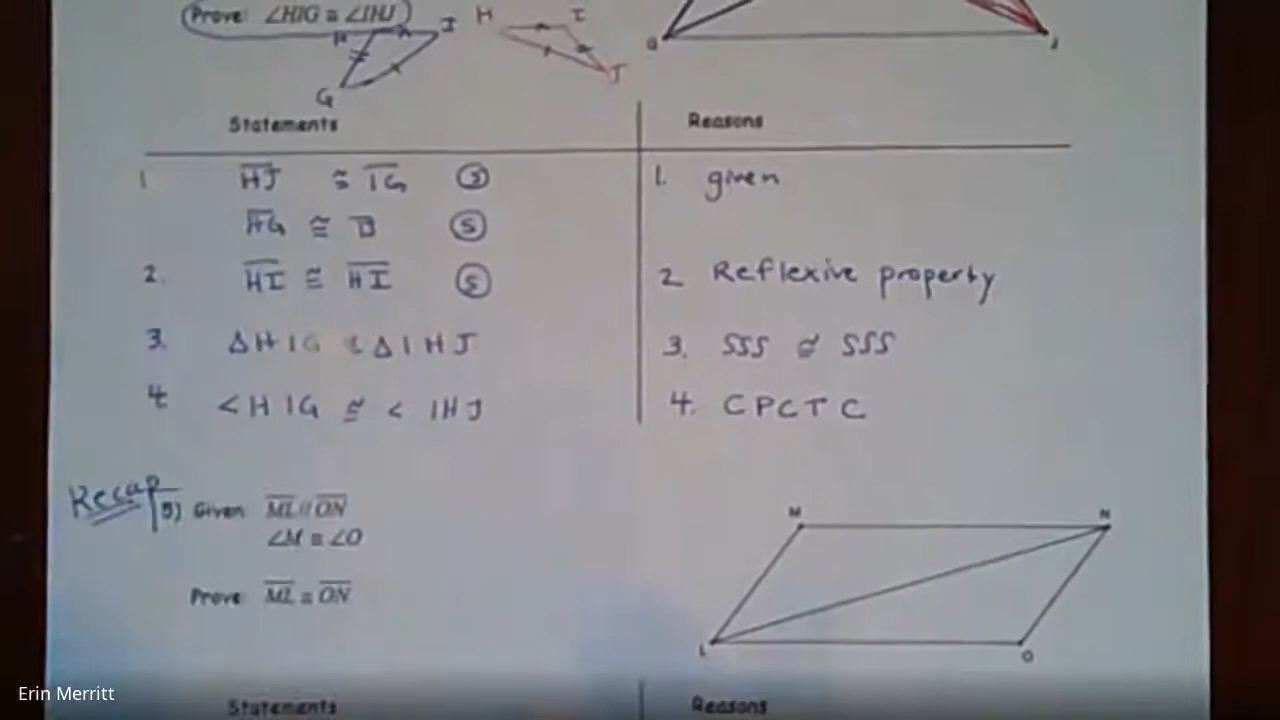 Prove: ∠HIG ≅ ∠IHJ
H I H I
G J
G J
Statements Reasons
1 HJ ≅ IG S 1. given
HG ≅ IJ S
2. HI ≅ HI S 2 Reflexive property
3. ΔHIG ≅ ΔIHJ 3. SSS ≅ SSS
4. <HIG ≅ < IHJ 4. CPCTC
Recap
5) Given: ML // ON
∠M ≅ ∠O
M N
Prove: ML ≅ ON
L O
Erin Merritt
Statements Reasons